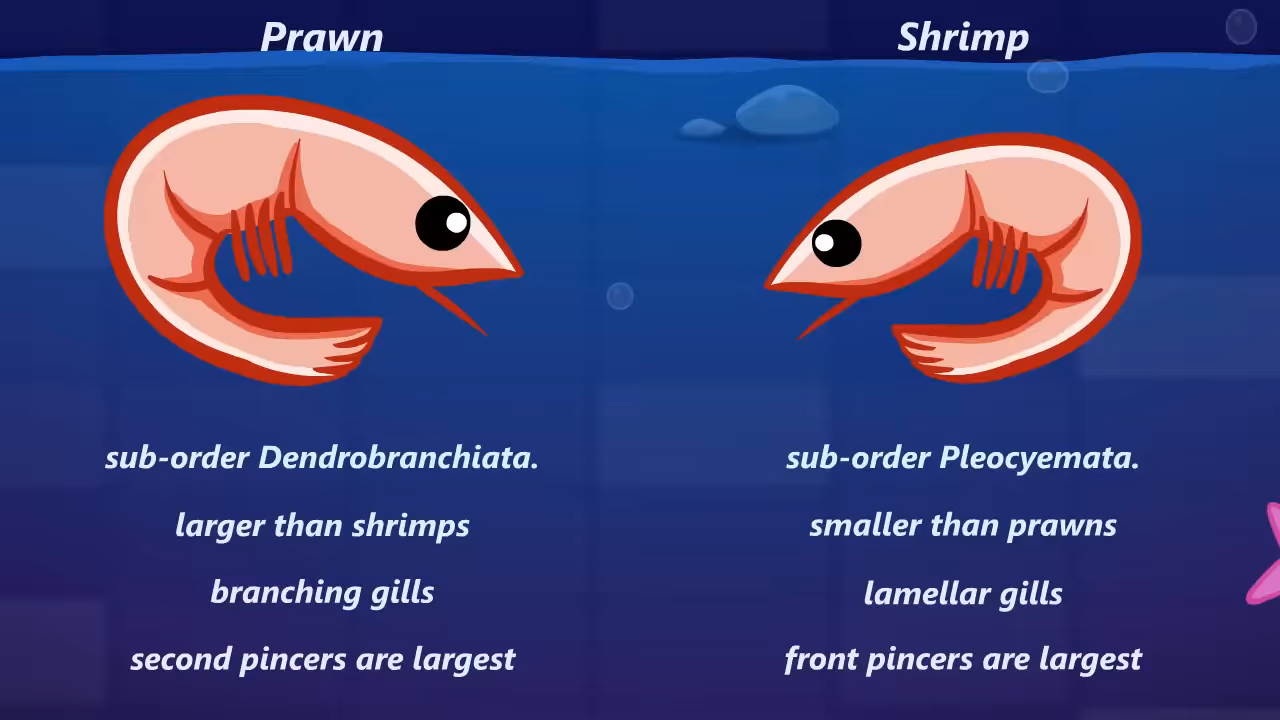 Prawn
sub-order Dendrobranchiata.
larger than shrimps
branching gills
second pincers are largest
Shrimp
sub-order Pleocyemata.
smaller than prawns
lamellar gills
front pincers are largest